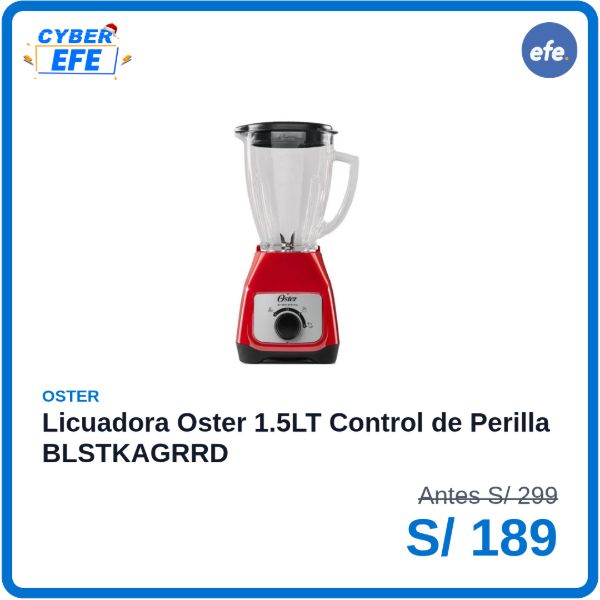 CYBER
EFE
efe.
Oster
OSTER
Licuadora Oster 1.5LT Control de Perilla
BLSTKAGRRD
Antes S/ 299
S/ 189